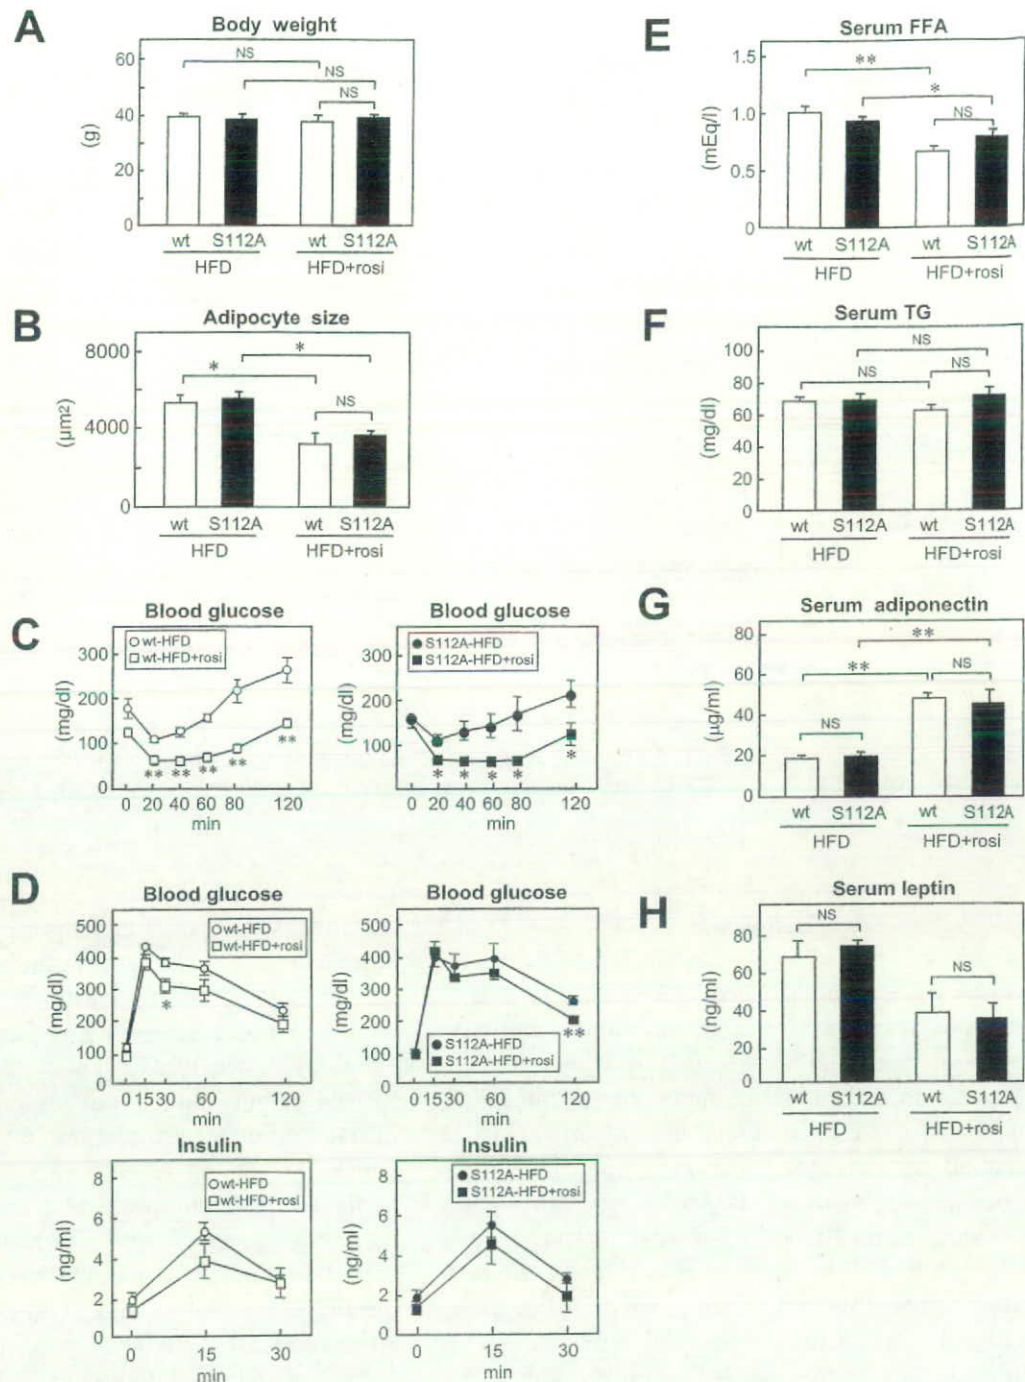 A
Body weight
60
40
20
0
(g)
NS
NS
NS
wt S112A wt S112A
HFD HFD+rosi
B
Adipocyte size
8000
4000
0
(µm2)
*
*
NS
wt S112A wt S112A
HFD HFD+rosi
C
Blood glucose
wt-HFD
wt-HFD+rosi
300
200
100
0
(mg/dl)
** ** ** ** **
0 20 40 60 80 120
min
Blood glucose
S112A-HFD
S112A-HFD+rosi
300
200
100
0
(mg/dl)
* * * * *
0 20 40 60 80 120
min
D
Blood glucose
wt-HFD
wt-HFD+rosi
500
400
300
200
100
0
(mg/dl)
*
0 15 30 60 120
min
Blood glucose
500
400
300
200
100
0
(mg/dl)
**
S112A-HFD
S112A-HFD+rosi
0 15 30 60 120
min
Insulin
wt-HFD
wt-HFD+rosi
8
6
4
2
0
(ng/ml)
0 15 30
min
Insulin
S112A-HFD
S112A-HFD+rosi
8
6
4
2
0
(ng/ml)
0 15 30
min
E
Serum FFA
1.5
1.0
0.5
0
(mEq/l)
**
*
NS
wt S112A wt S112A
HFD HFD+rosi
F
Serum TG
100
80
60
40
20
0
(mg/dl)
NS
NS
NS
wt S112A wt S112A
HFD HFD+rosi
G
Serum adiponectin
80
60
40
20
0
(µg/ml)
**
**
NS
NS
wt S112A wt S112A
HFD HFD+rosi
H
Serum leptin
80
60
40
20
0
(ng/ml)
NS
NS
wt S112A wt S112A
HFD HFD+rosi